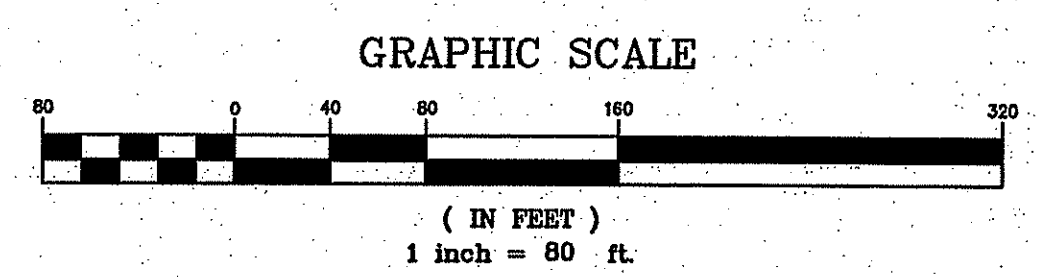 GRAPHIC SCALE
80 0 40 80 160 320
( IN FEET )
1 inch = 80 ft.